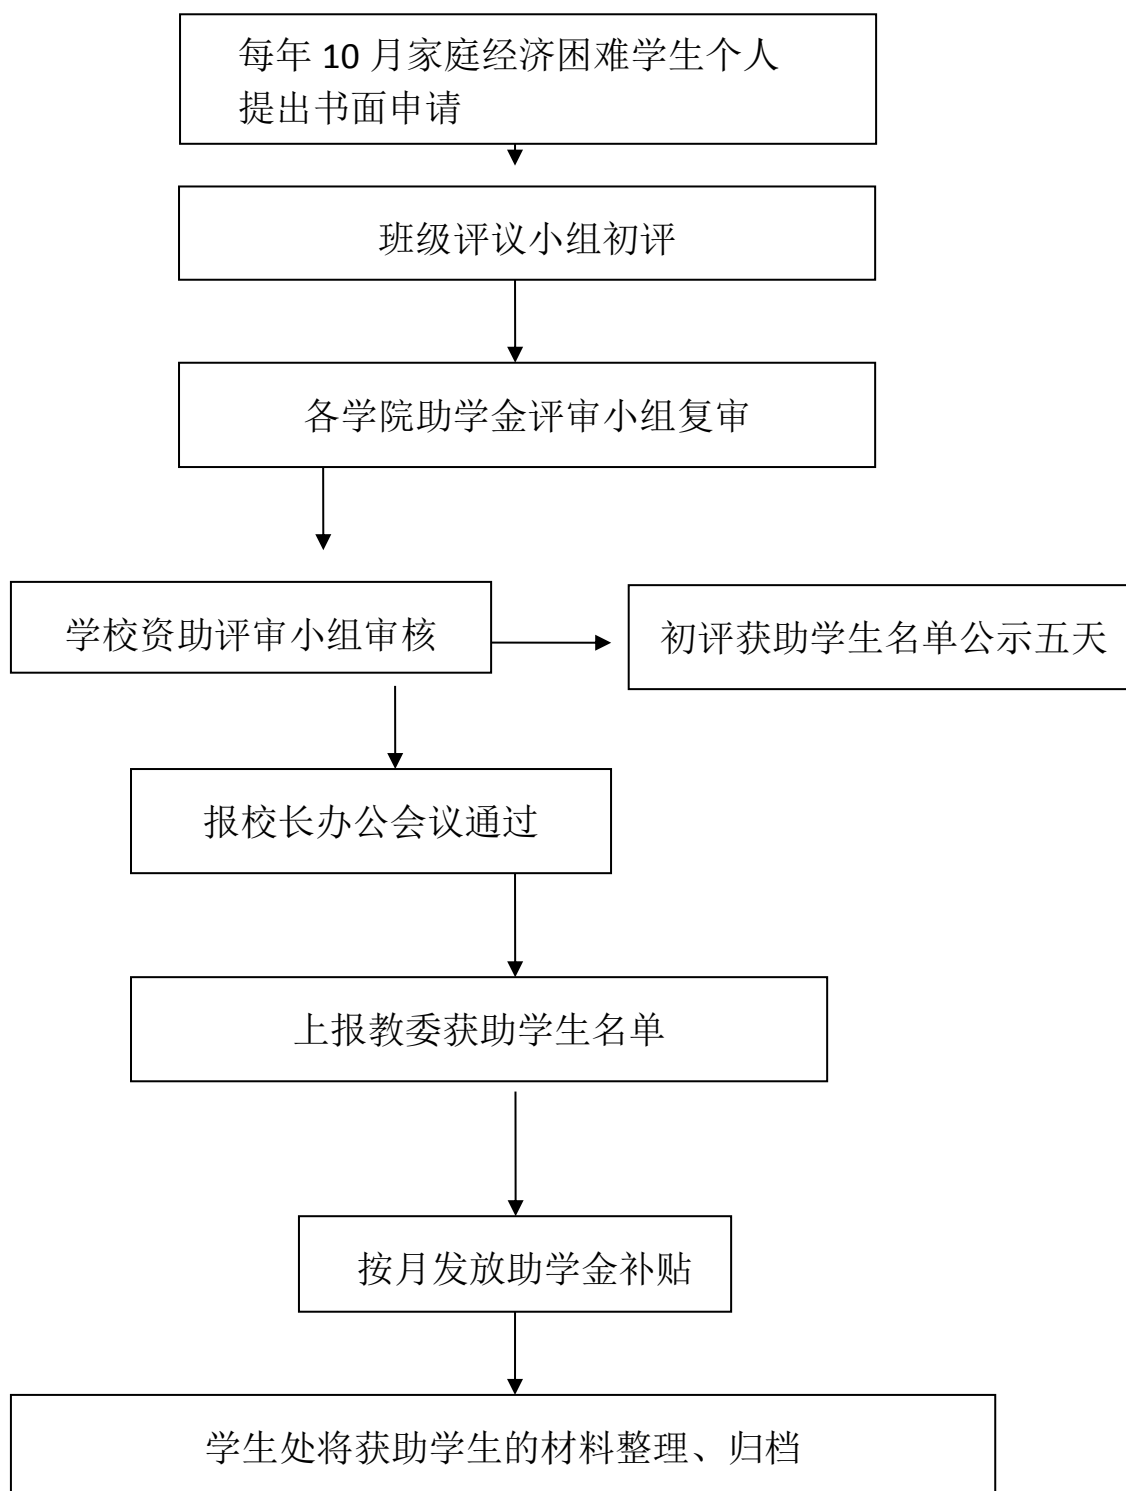 每年 10 月家庭经济困难学生个人
提出书面申请
班级评议小组初评
各学院助学金评审小组复审
学校资助评审小组审核
初评获助学生名单公示五天
报校长办公会议通过
上报教委获助学生名单
按月发放助学金补贴
学生处将获助学生的材料整理、归档